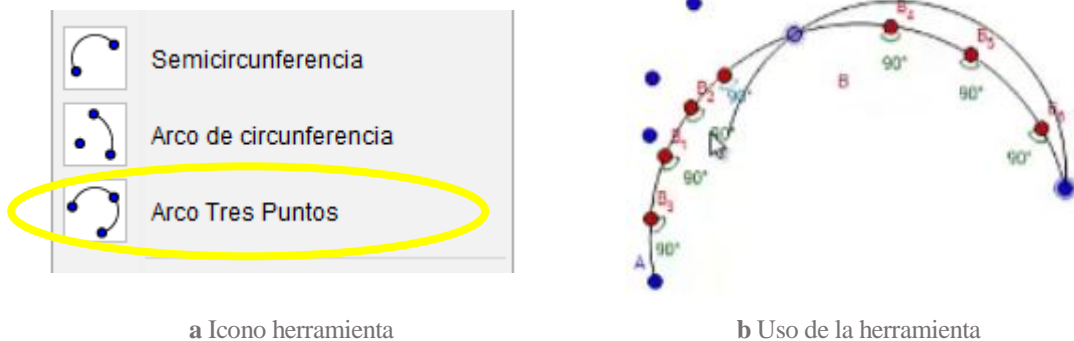 Semicircunferencia
Arco de circunferencia
Arco Tres Puntos
B₄
B₅
B
90°
90°
B₂
90°
B₆
B₁
90°
90°
90°
B₃
90°
A
a Icono herramienta
b Uso de la herramienta